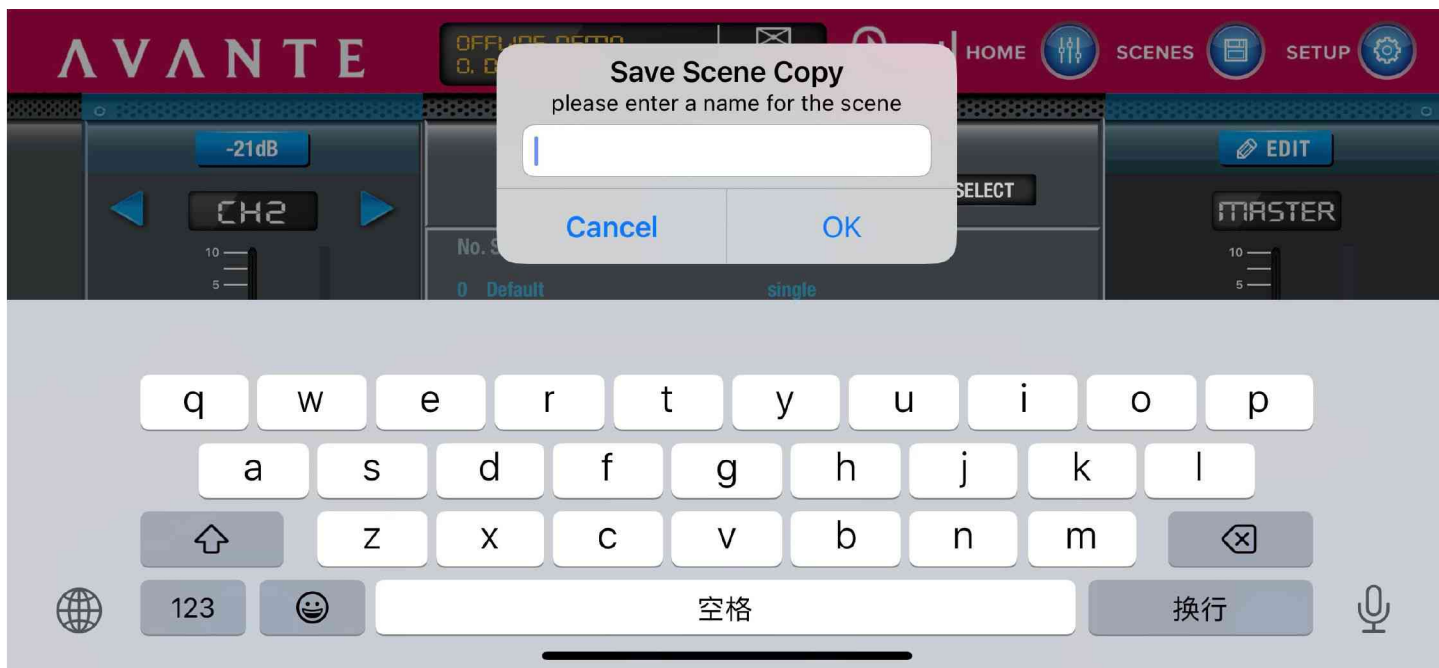 AVANTE
HOME
SCENES
SETUP
Save Scene Copy
please enter a name for the scene
-21dB
EDIT
SELECT
CH2
MASTER
Cancel
OK
10
5
10
5
No.
0 Default single
q w e r t y u i o p
a s d f g h j k l
z x c v b n m
123
空格
换行